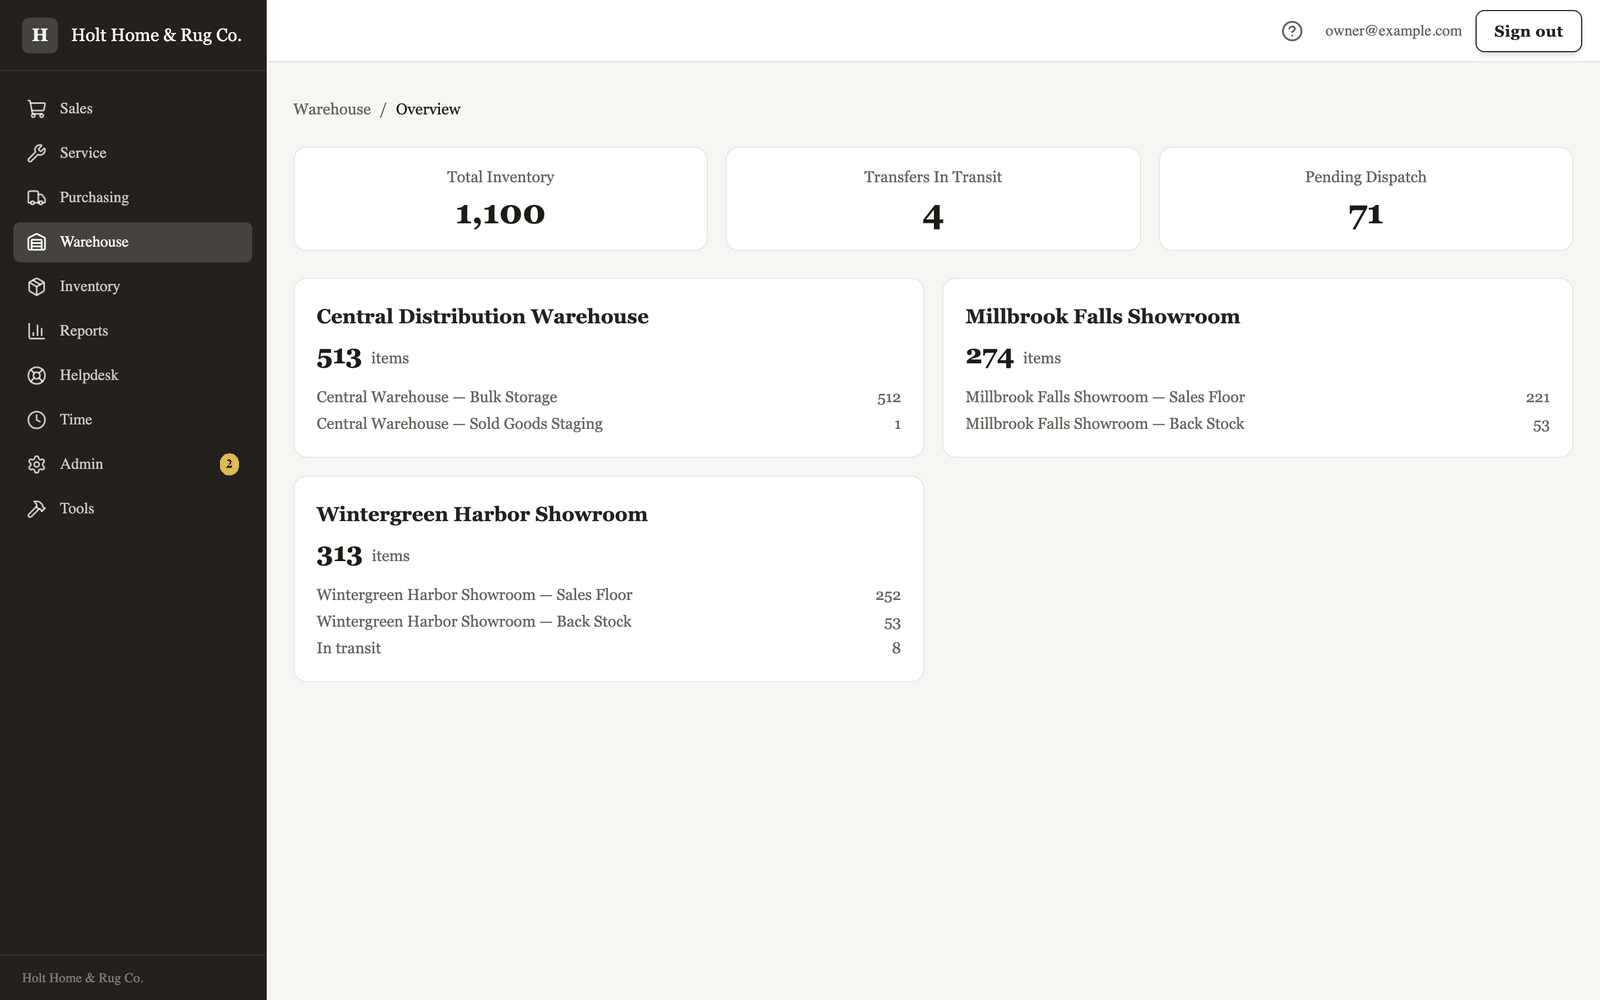 H Holt Home & Rug Co.
Sales
Service
Purchasing
Warehouse
Inventory
Reports
Helpdesk
Time
Admin 2
Tools
Holt Home & Rug Co.
owner@example.com Sign out
Warehouse / Overview
Total Inventory
1,100
Transfers In Transit
4
Pending Dispatch
71
Central Distribution Warehouse
513 items
Central Warehouse — Bulk Storage 512
Central Warehouse — Sold Goods Staging 1
Millbrook Falls Showroom
274 items
Millbrook Falls Showroom — Sales Floor 221
Millbrook Falls Showroom — Back Stock 53
Wintergreen Harbor Showroom
313 items
Wintergreen Harbor Showroom — Sales Floor 252
Wintergreen Harbor Showroom — Back Stock 53
In transit 8